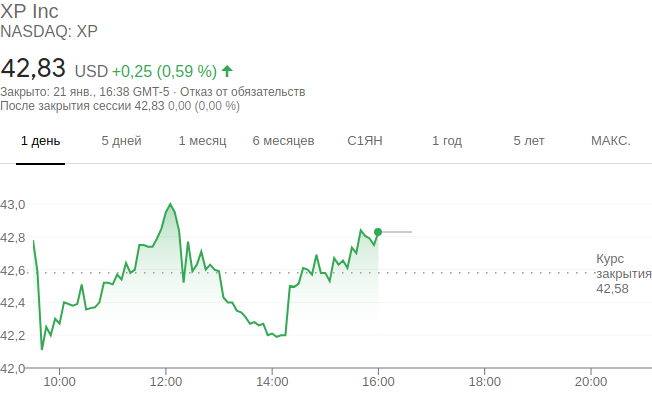 XP Inc
NASDAQ: XP
42,83 USD +0,25 (0,59 %)
Закрыто: 21 янв., 16:38 GMT-5 · Отказ от обязательств
После закрытия сессии 42,83 0,00 (0,00 %)
1 день 5 дней 1 месяц 6 месяцев С1ЯН 1 год 5 лет МАКС.
43,0
42,8
42,6
42,4
42,2
42,0
Курс
закрытия
42,58
10:00 12:00 14:00 16:00 18:00 20:00